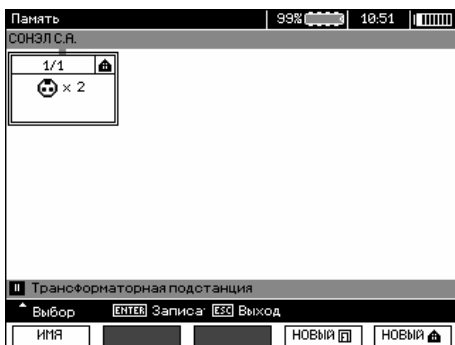 Память 99% 10:51
СОНЭЛ С.А.
1/1
× 2
Трансформаторная подстанция
Выбор ENTER Записа ESC Выход
ИМЯ НОВЫЙ НОВЫЙ